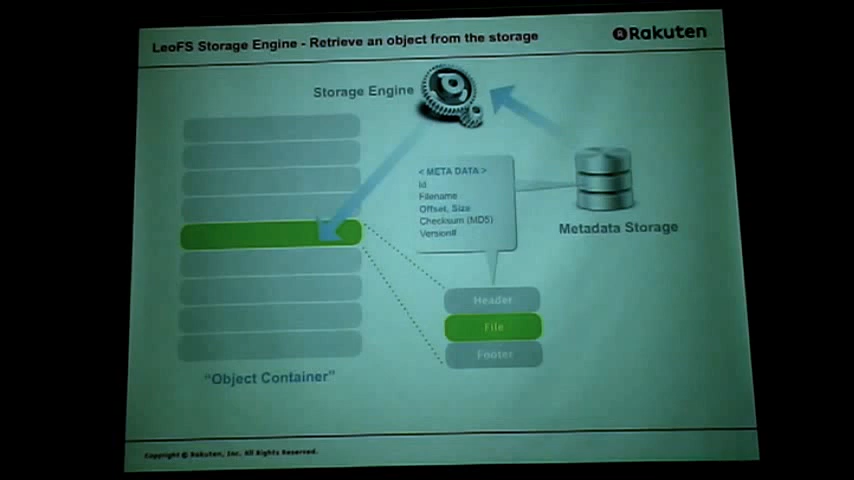 LeoFS Storage Engine - Retrieve an object from the storage
Rakuten
Storage Engine
< META DATA >
Id
Filename
Offset, Size
Checksum (MD5)
Version#
Metadata Storage
Header
File
Footer
“Object Container”
Copyright © Rakuten, Inc. All Rights Reserved.